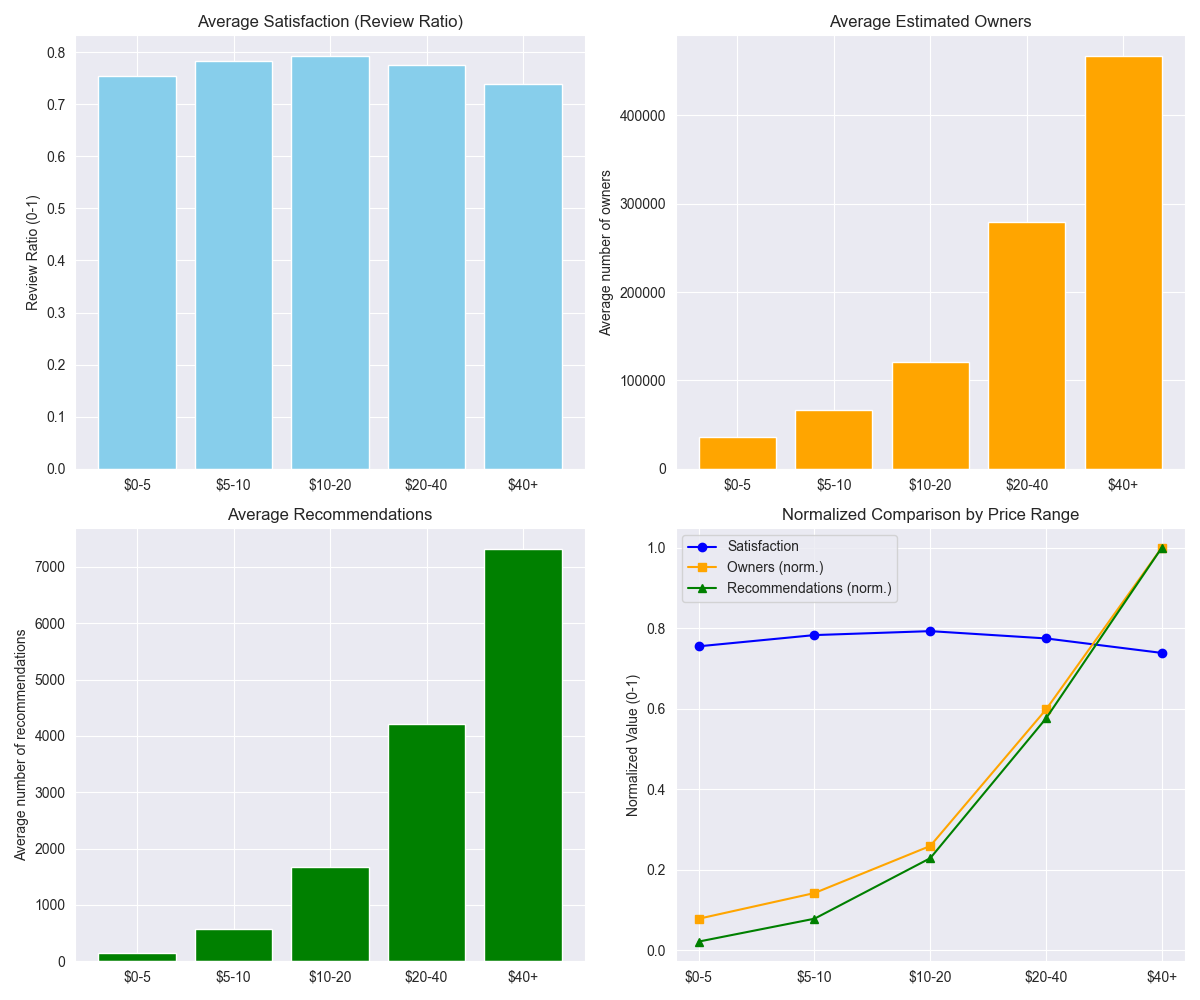 Average Satisfaction (Review Ratio)
Review Ratio (0-1)
0.8
0.7
0.6
0.5
0.4
0.3
0.2
0.1
0.0
$0-5 $5-10 $10-20 $20-40 $40+
Average Estimated Owners
Average number of owners
400000
300000
200000
100000
0
$0-5 $5-10 $10-20 $20-40 $40+
Average Recommendations
Average number of recommendations
7000
6000
5000
4000
3000
2000
1000
0
$0-5 $5-10 $10-20 $20-40 $40+
Normalized Comparison by Price Range
Normalized Value (0-1)
Satisfaction
Owners (norm.)
Recommendations (norm.)
1.0
0.8
0.6
0.4
0.2
0.0
$0-5 $5-10 $10-20 $20-40 $40+